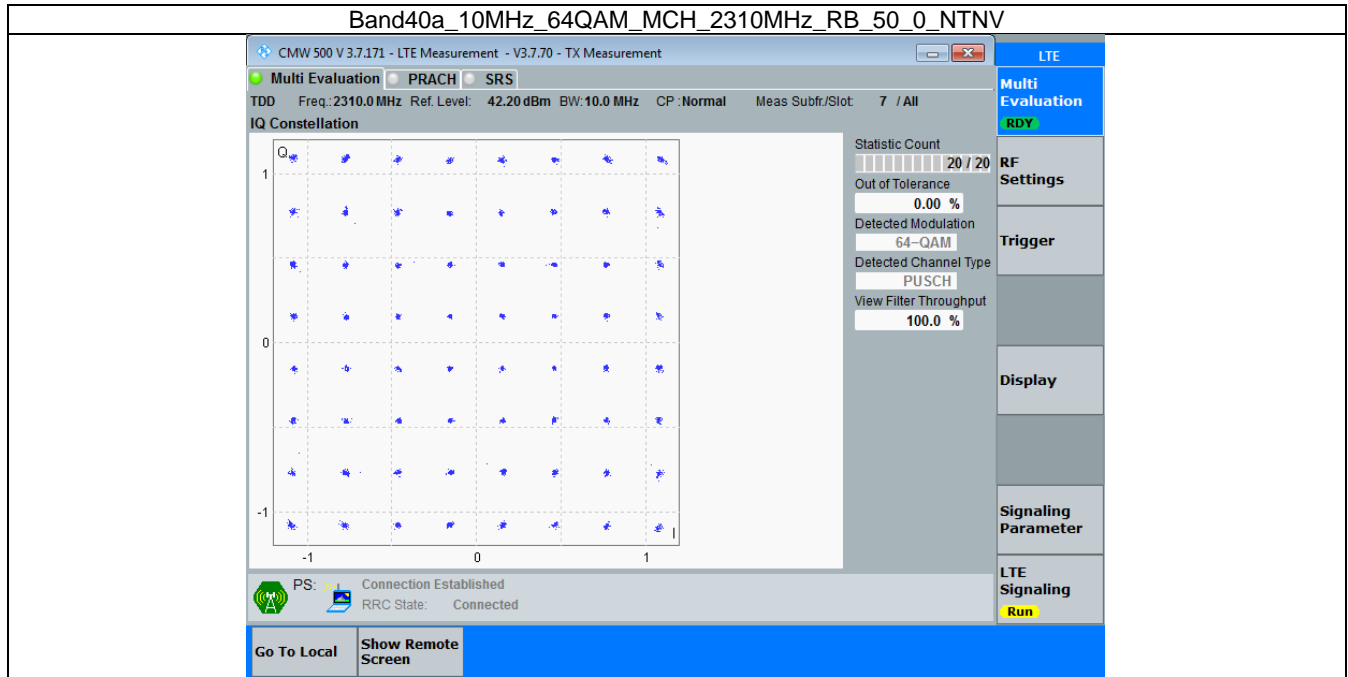 Band40a_10MHz_64QAM_MCH_2310MHz_RB_50_0_NTNV
CMW 500 V 3.7.171 - LTE Measurement - V3.7.70 - TX Measurement
LTE
Multi Evaluation PRACH SRS
Multi
Evaluation
RDY
TDD Freq.:2310.0 MHz Ref. Level: 42.20 dBm BW:10.0 MHz CP :Normal Meas Subfr./Slot: 7 / All
IQ Constellation
Q
1
0
-1
-1 0 1
I
Statistic Count
20 / 20
Out of Tolerance
0.00 %
Detected Modulation
64-QAM
Detected Channel Type
PUSCH
View Filter Throughput
100.0 %
RF
Settings
Trigger
Display
Signaling
Parameter
LTE
Signaling
Run
PS: Connection Established
RRC State: Connected
Go To Local
Show Remote
Screen